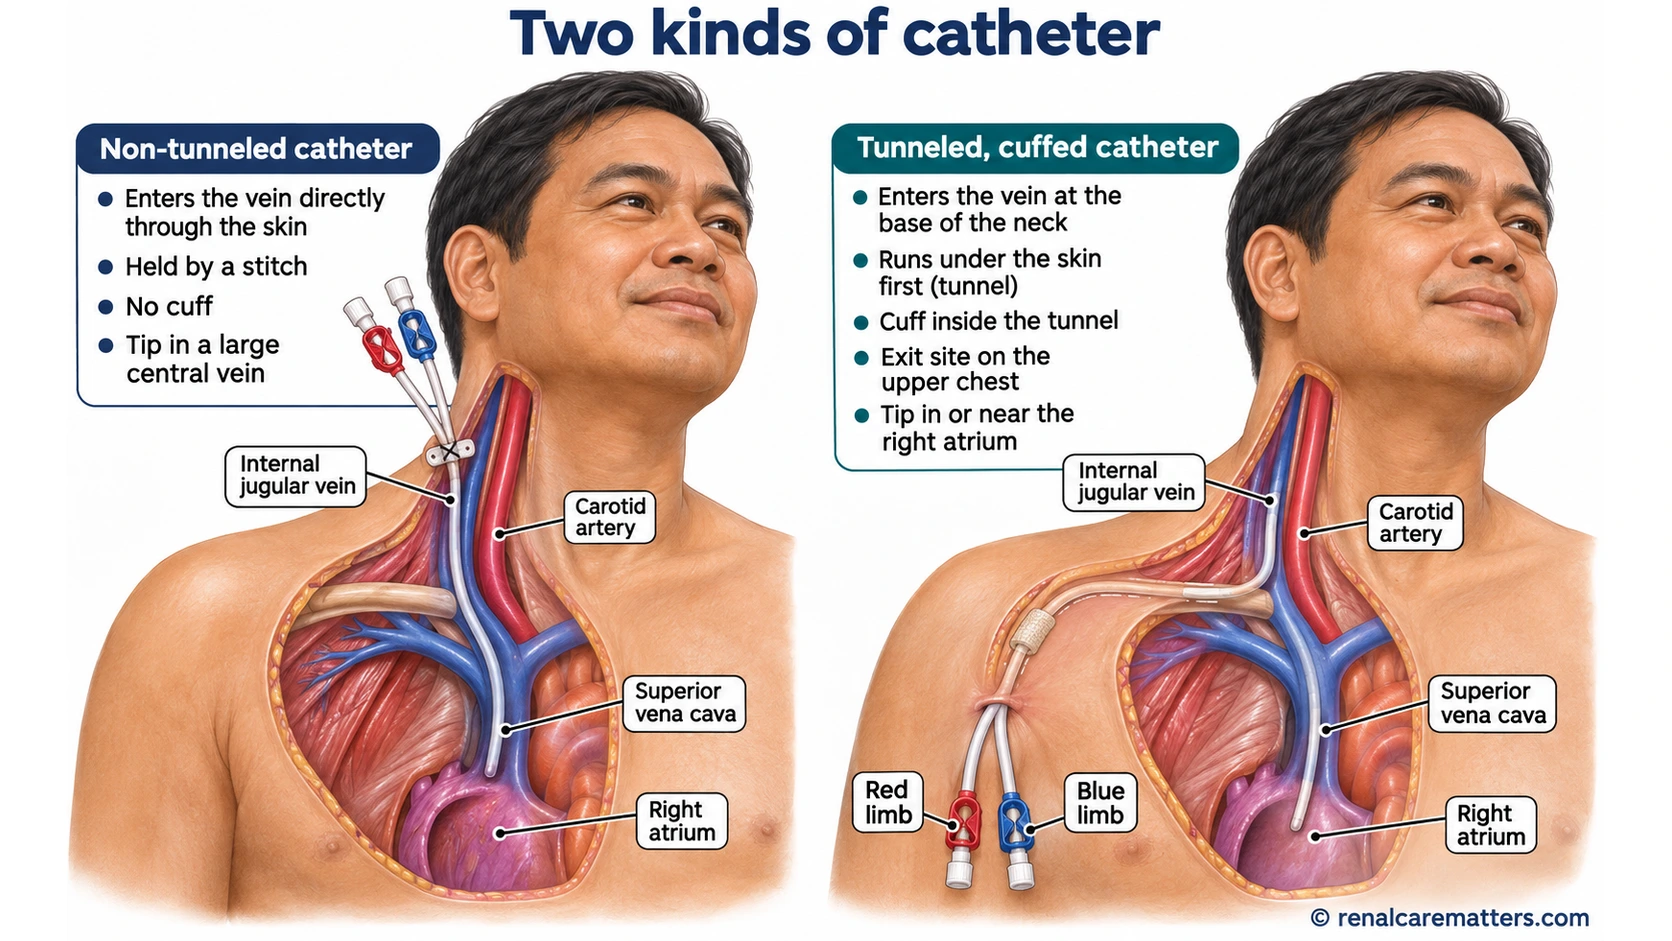 Two kinds of catheter
Non-tunneled catheter
Enters the vein directly
through the skin
Held by a stitch
No cuff
Tip in a large
central vein
Internal
jugular vein
Carotid
artery
Superior
vena cava
Right
atrium
Tunneled, cuffed catheter
Enters the vein at the
base of the neck
Runs under the skin
first (tunnel)
Cuff inside the tunnel
Exit site on the
upper chest
Tip in or near the
right atrium
Internal
jugular vein
Carotid
artery
Superior
vena cava
Red
limb
Blue
limb
Right
atrium
© renalcarematters.com